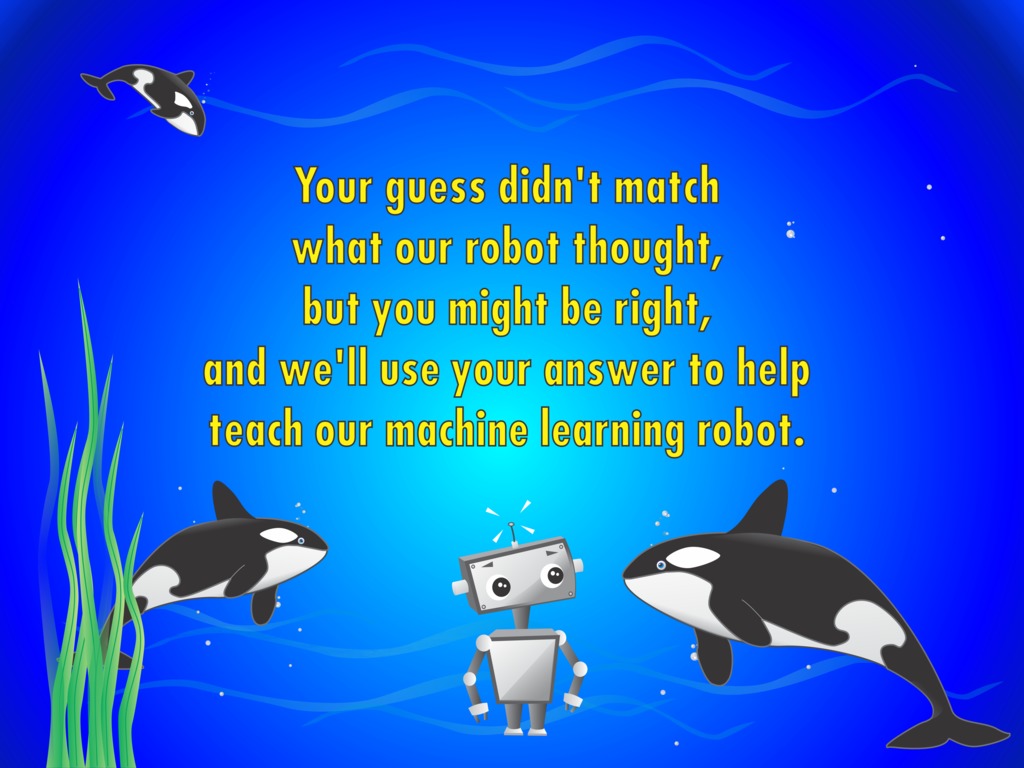 Your guess didn't match
what our robot thought,
but you might be right,
and we'll use your answer to help
teach our machine learning robot.